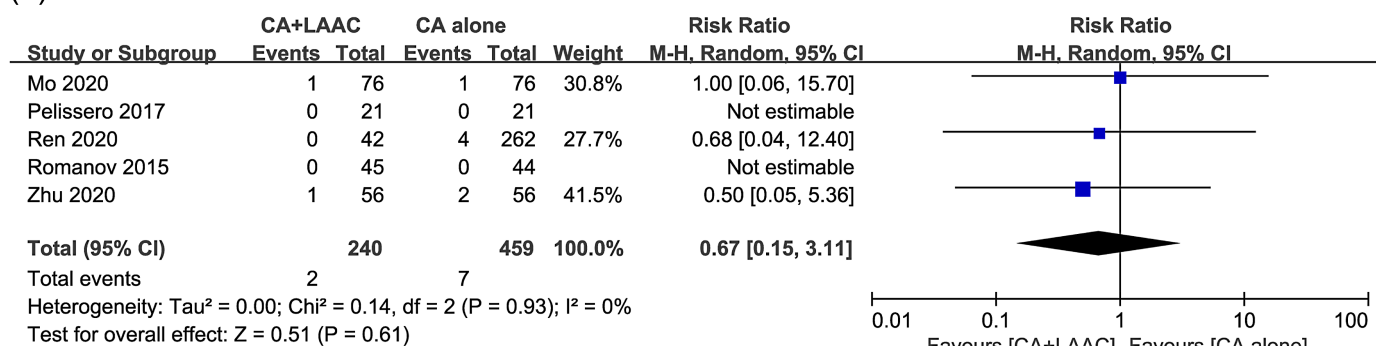 CA+LAAC CA alone Risk Ratio Risk Ratio
Study or Subgroup Events Total Events Total Weight M-H, Random, 95% CI M-H, Random, 95% CI
Mo 2020 1 76 1 76 30.8% 1.00 [0.06, 15.70]
Pelissero 2017 0 21 0 21 Not estimable
Ren 2020 0 42 4 262 27.7% 0.68 [0.04, 12.40]
Romanov 2015 0 45 0 44 Not estimable
Zhu 2020 1 56 2 56 41.5% 0.50 [0.05, 5.36]
Total (95% CI) 240 459 100.0% 0.67 [0.15, 3.11]
Total events 2 7
Heterogeneity: Tau² = 0.00; Chi² = 0.14, df = 2 (P = 0.93); I² = 0%
Test for overall effect: Z = 0.51 (P = 0.61)
0.01 0.1 1 10 100
Favours [CA+LAAC] Favours [CA alone]